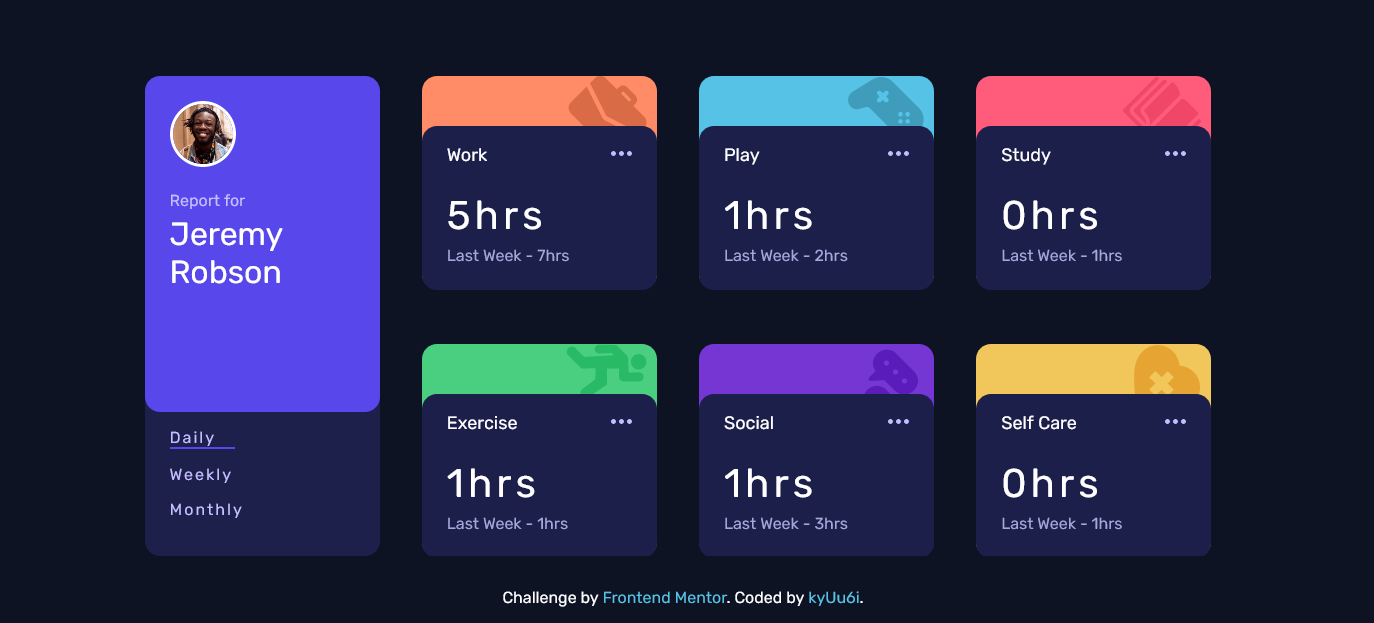 Report for
Jeremy
Robson
Daily
Weekly
Monthly
Work
5hrs
Last Week - 7hrs
Play
1hrs
Last Week - 2hrs
Study
0hrs
Last Week - 1hrs
Exercise
1hrs
Last Week - 1hrs
Social
1hrs
Last Week - 3hrs
Self Care
0hrs
Last Week - 1hrs
Challenge by Frontend Mentor. Coded by kyUu6i.